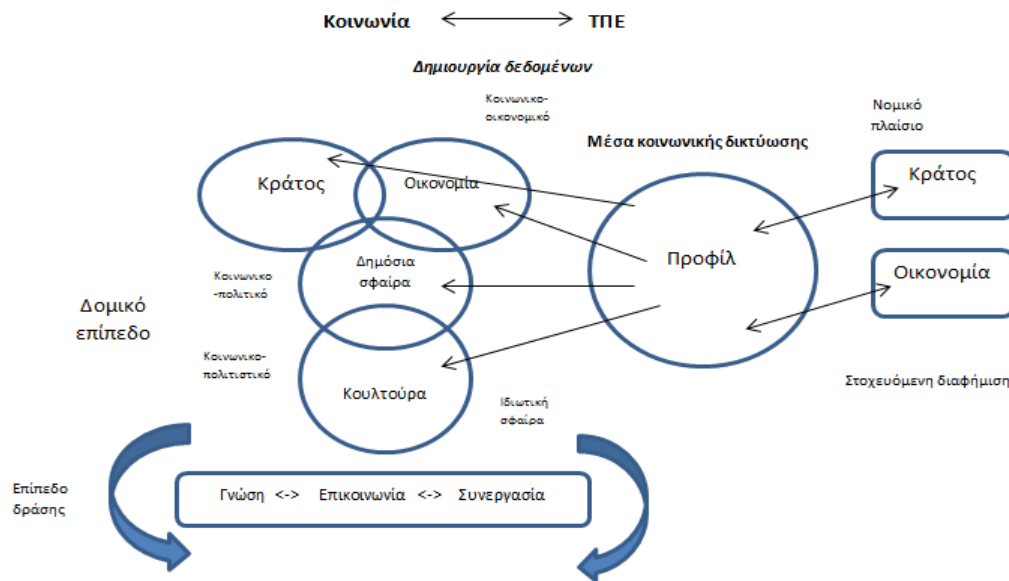 Κοινωνία ΤΠΕ
Δημιουργία δεδομένων
Κοινωνικο-
οικονομικό
Νομικό
πλαίσιο
Μέσα κοινωνικής δικτύωσης
Κράτος
Οικονομία
Κράτος
Προφίλ
Δημόσια
σφαίρα
Οικονομία
Κοινωνικο
-πολιτικό
Δομικό
επίπεδο
Κοινωνικο-
πολιτιστικό
Κουλτούρα
Στοχευόμενη διαφήμιση
Ιδιωτική
σφαίρα
Επίπεδο
δράσης
Γνώση <-> Επικοινωνία <-> Συνεργασία